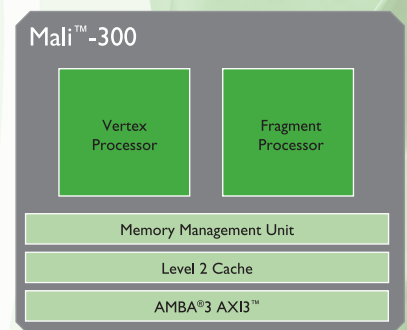 Mali™-300
Vertex
Processor
Fragment
Processor
Memory Management Unit
Level 2 Cache
AMBA®3 AXI3™